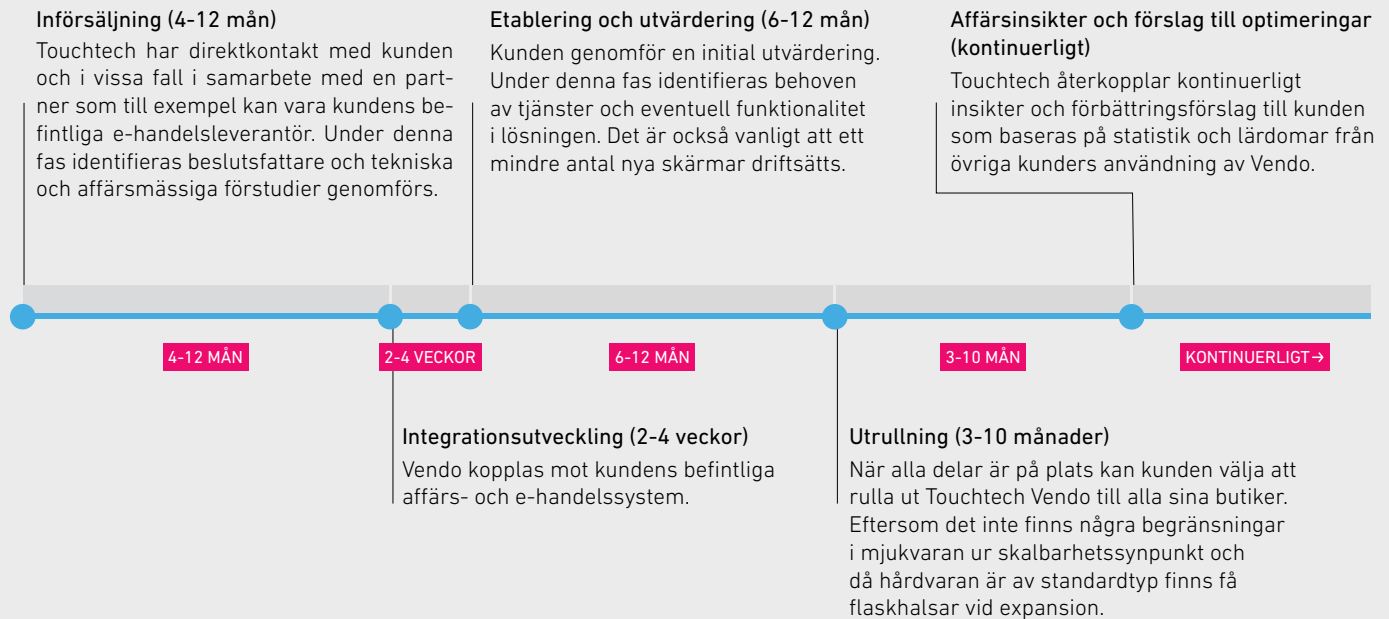 Införsäljning (4-12 mån)
Touchtech har direktkontakt med kunden
och i vissa fall i samarbete med en part-
ner som till exempel kan vara kundens be-
fintliga e-handelsleverantör. Under denna
fas identifieras beslutsfattare och tekniska
och affärsmässiga förstudier genomförs.
Etablering och utvärdering (6-12 mån)
Kunden genomför en initial utvärdering.
Under denna fas identifieras behoven
av tjänster och eventuell funktionalitet
i lösningen. Det är också vanligt att ett
mindre antal nya skärmar driftsätts.
Affärsinsikter och förslag till optimeringar
(kontinuerligt)
Touchtech återkopplar kontinuerligt
insikter och förbättringsförslag till kunden
som baseras på statistik och lärdomar från
övriga kunders användning av Vendo.
4-12 MÅN
2-4 VECKOR
6-12 MÅN
3-10 MÅN
KONTINUERLIGT→
Integrationsutveckling (2-4 veckor)
Vendo kopplas mot kundens befintliga
affärs- och e-handelssystem.
Utrullning (3-10 månader)
När alla delar är på plats kan kunden välja att
rulla ut Touchtech Vendo till alla sina butiker.
Eftersom det inte finns några begränsningar
i mjukvaran ur skalbarhetssynpunkt och
då hårdvaran är av standardtyp finns få
flaskhalsar vid expansion.